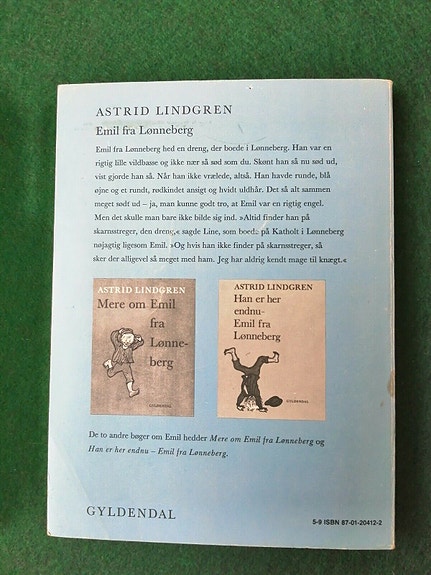 ASTRID LINDGREN
Emil fra Lønneberg
Emil fra Lønneberg hed en dreng, der boede i Lønneberg. Han var en
rigtig lille vildbasse og ikke nær så sød som du. Skønt han så nu sød ud,
vist gjorde han så. Når han ikke vrælede, altså. Han havde runde, blå
øjne og et rundt, rødkindet ansigt og hvidt uldhår. Det så alt sammen
meget sødt ud – ja, man kunne godt tro, at Emil var en rigtig engel.
Men det skulle man bare ikke bilde sig ind. »Altid finder han på
skarnsstreger, den dreng,« sagde Line, som boede på Katholt i Lønneberg
nøjagtig ligesom Emil. »Og hvis han ikke finder på skarnsstreger, så
sker der alligevel så meget med ham. Jeg har aldrig kendt mage til knægt.«
ASTRID LINDGREN
Mere om Emil
fra
Lønne-
berg
GYLDENDAL
ASTRID LINDGREN
Han er her
endnu–
Emil fra
Lønneberg
GYLDENDAL
De to andre bøger om Emil hedder Mere om Emil fra Lønneberg og
Han er her endnu – Emil fra Lønneberg.
GYLDENDAL
5-9 ISBN 87-01-20412-2